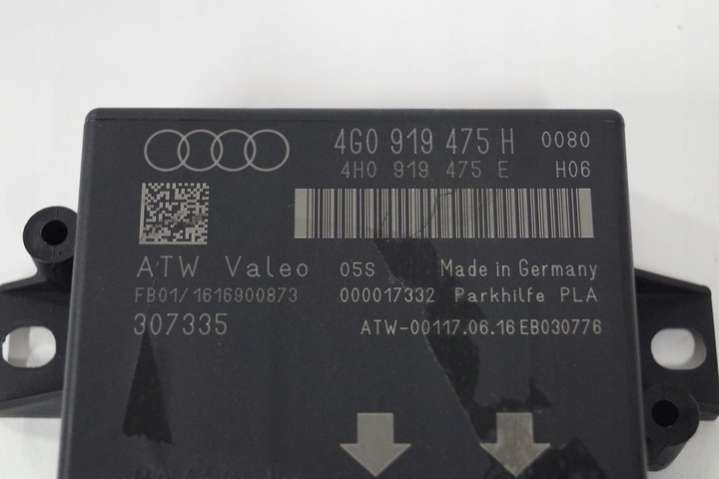 4G0 919 475 H 0080
4H0 919 475 E H06
ATW Valeo 05S Made in Germany
FB01/1616900873 000017332 Parkhilfe PLA
307335 ATW-00117.06.16EB030776